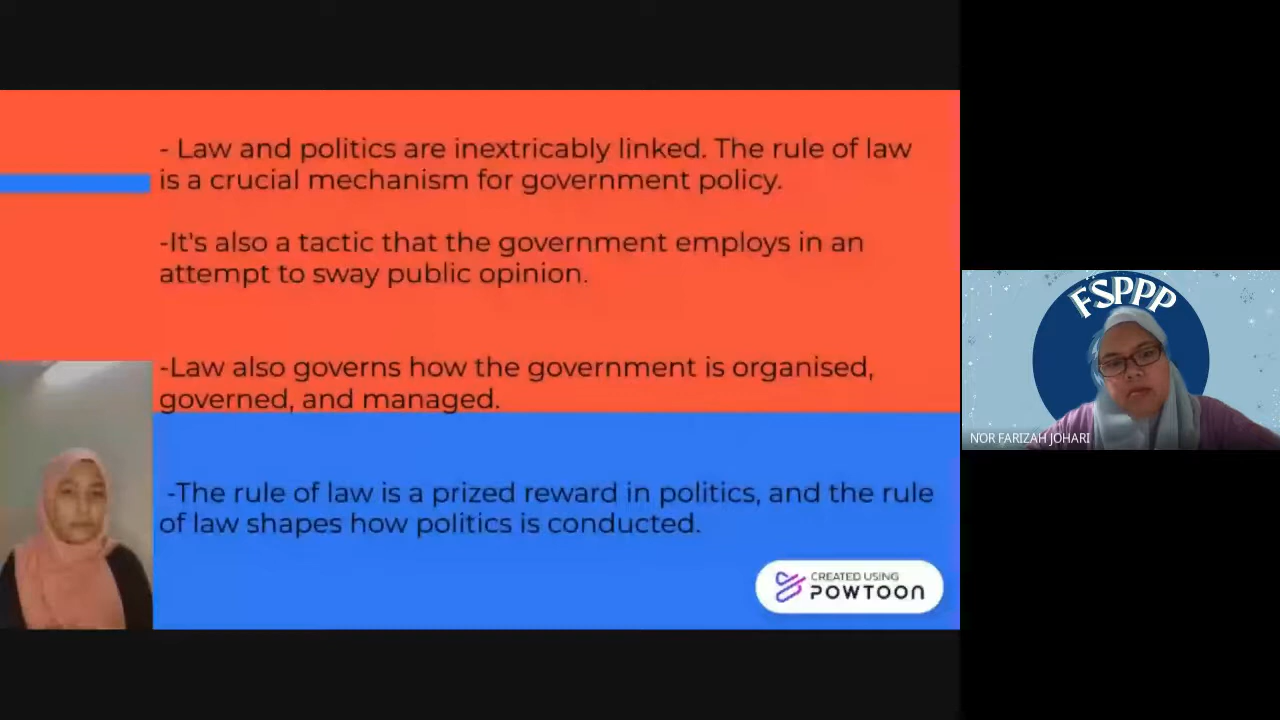 - Law and politics are inextricably linked. The rule of law
is a crucial mechanism for government policy.
-It's also a tactic that the government employs in an
attempt to sway public opinion.
-Law also governs how the government is organised,
governed, and managed.
-The rule of law is a prized reward in politics, and the rule
of law shapes how politics is conducted.
CREATED USING
POWTOON
FSPPP
NOR FARIZAH JOHARI